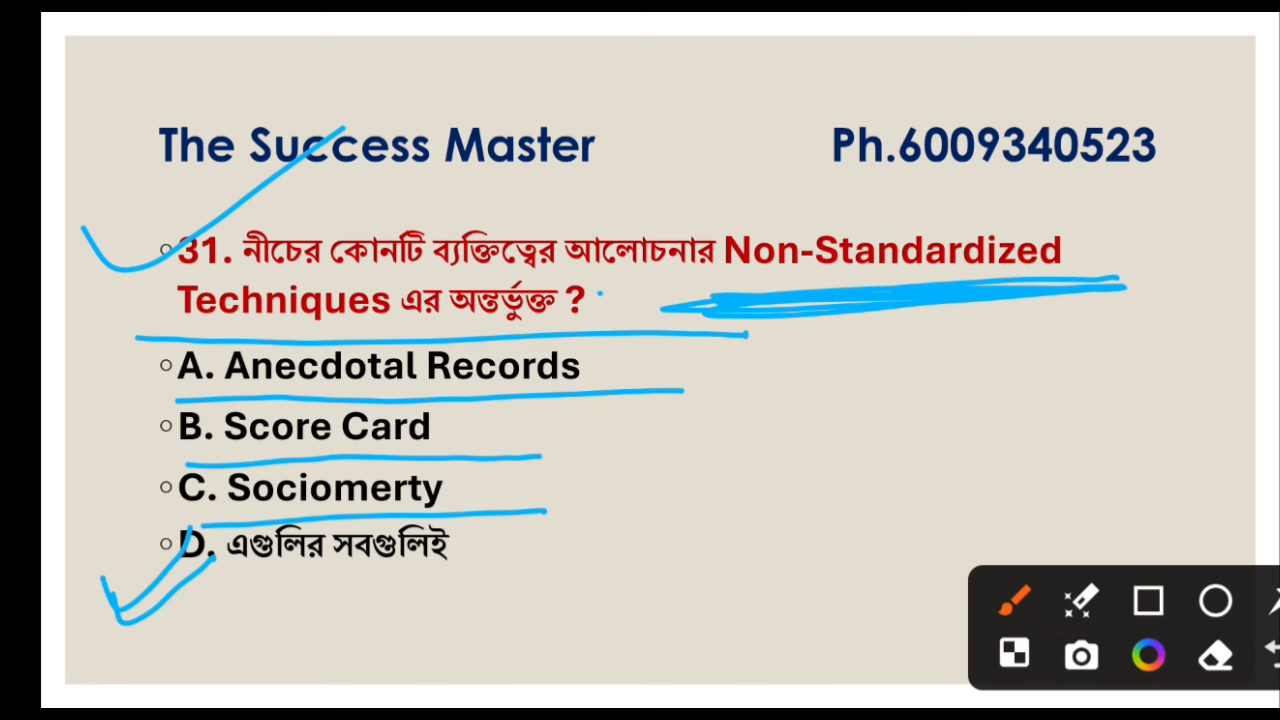 The Success Master Ph.6009340523
31. নীচের কোনটি ব্যক্তিত্বের আলোচনার Non-Standardized
Techniques এর অন্তর্ভুক্ত ?
A. Anecdotal Records
B. Score Card
C. Sociomerty
D. এগুলির সবগুলিই